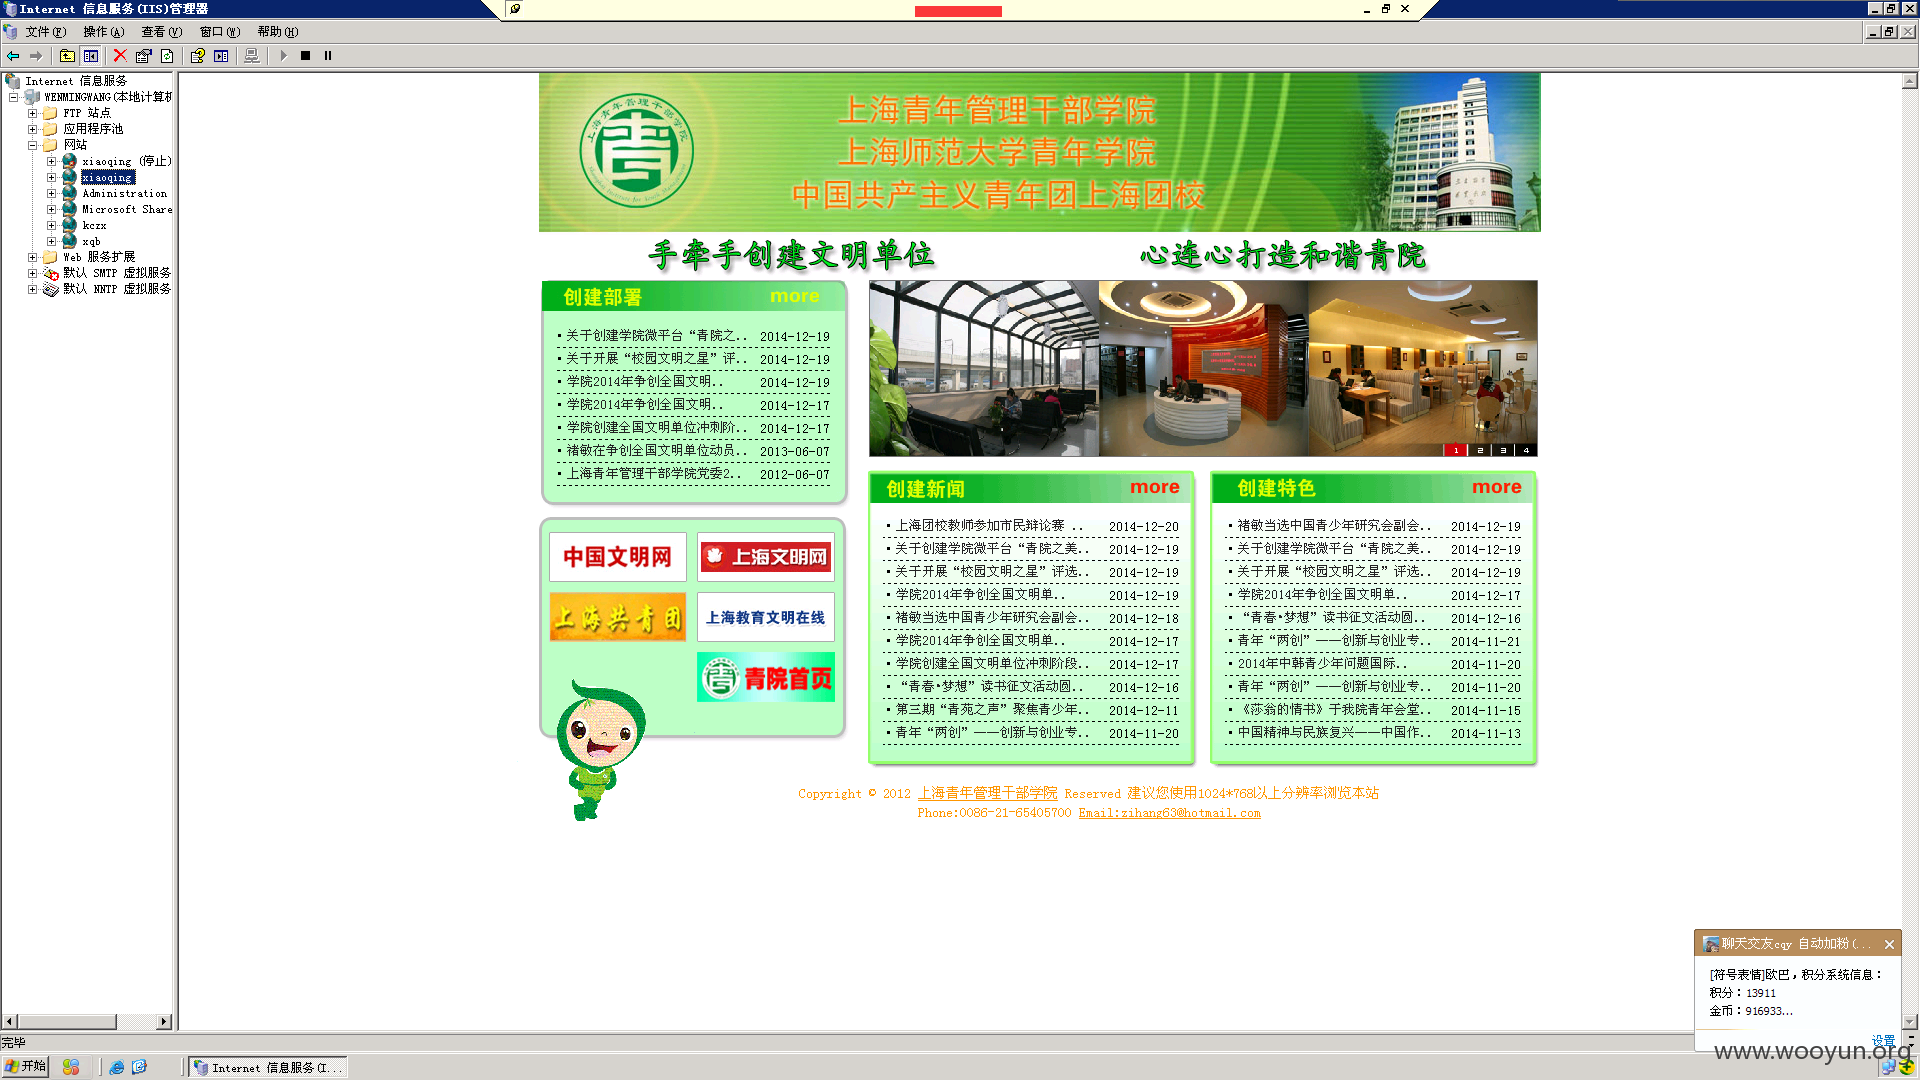 Internet 信息服务(IIS)管理器
文件(F) 操作(A) 查看(V) 窗口(W) 帮助(H)
Internet 信息服务
WENMINGWANG(本地计算机
FTP 站点
应用程序池
网站
xiaoqing (停止)
xiaoqing
Administration
Microsoft Share
kczx
xqb
Web 服务扩展
默认 SMTP 虚拟服务
默认 NNTP 虚拟服务
上海青年管理干部学院
上海师范大学青年学院
中国共产主义青年团上海团校
手牵手创建文明单位 心连心打造和谐青院
创建部署 more
关于创建学院微平台“青院之.. 2014-12-19
关于开展“校园文明之星”评.. 2014-12-19
学院2014年争创全国文明.. 2014-12-19
学院2014年争创全国文明.. 2014-12-17
学院创建全国文明单位冲刺阶.. 2014-12-17
褚敏在争创全国文明单位动员.. 2013-06-07
上海青年管理干部学院党委2.. 2012-06-07
1 2 3 4
中国文明网
上海文明网
上海共青团
上海教育文明在线
青院首页
创建新闻 more
上海团校教师参加市民辩论赛 .. 2014-12-20
关于创建学院微平台“青院之美.. 2014-12-19
关于开展“校园文明之星”评选.. 2014-12-19
学院2014年争创全国文明单.. 2014-12-19
褚敏当选中国青少年研究会副会.. 2014-12-18
学院2014年争创全国文明单.. 2014-12-17
学院创建全国文明单位冲刺阶段.. 2014-12-17
“青春·梦想”读书征文活动圆.. 2014-12-16
第三期“青苑之声”聚焦青少年.. 2014-12-11
青年“两创”——创新与创业专.. 2014-11-20
创建特色 more
褚敏当选中国青少年研究会副会.. 2014-12-19
关于创建学院微平台“青院之美.. 2014-12-19
关于开展“校园文明之星”评选.. 2014-12-19
学院2014年争创全国文明单.. 2014-12-17
“青春·梦想”读书征文活动圆.. 2014-12-16
青年“两创”——创新与创业专.. 2014-11-21
2014年中韩青少年问题国际.. 2014-11-20
青年“两创”——创新与创业专.. 2014-11-20
《莎翁的情书》于我院青年会堂.. 2014-11-15
中国精神与民族复兴——中国作.. 2014-11-13
Copyright © 2012 上海青年管理干部学院 Reserved 建议您使用1024*768以上分辨率浏览本站
Phone:0086-21-65405700 Email:zihang63@hotmail.com
聊天交友cqy 自动加粉(...
[符号表情]欧巴，积分系统信息：
积分：13911
金币：916933...
设置
www.wooyun.org
完毕
开始
Internet 信息服务(I...